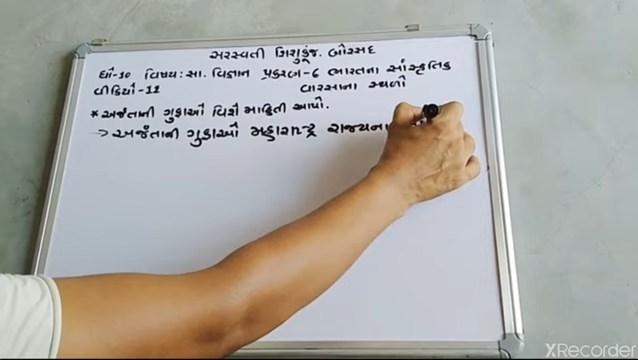 સરસ્વતી શિશુકુંજ. બોરસદ
ધો-10 વિષય: સા. વિજ્ઞાન પ્રકરણ-6 ભારતના સાંસ્કૃતિક
વીડિયો-11 વારસાના સ્થળો
* અજંતાની ગુફાઓ વિશે માહિતી આપો.
→ અજંતાની ગુફાઓ મહારાષ્ટ્ર રાજ્યના
XRecorder